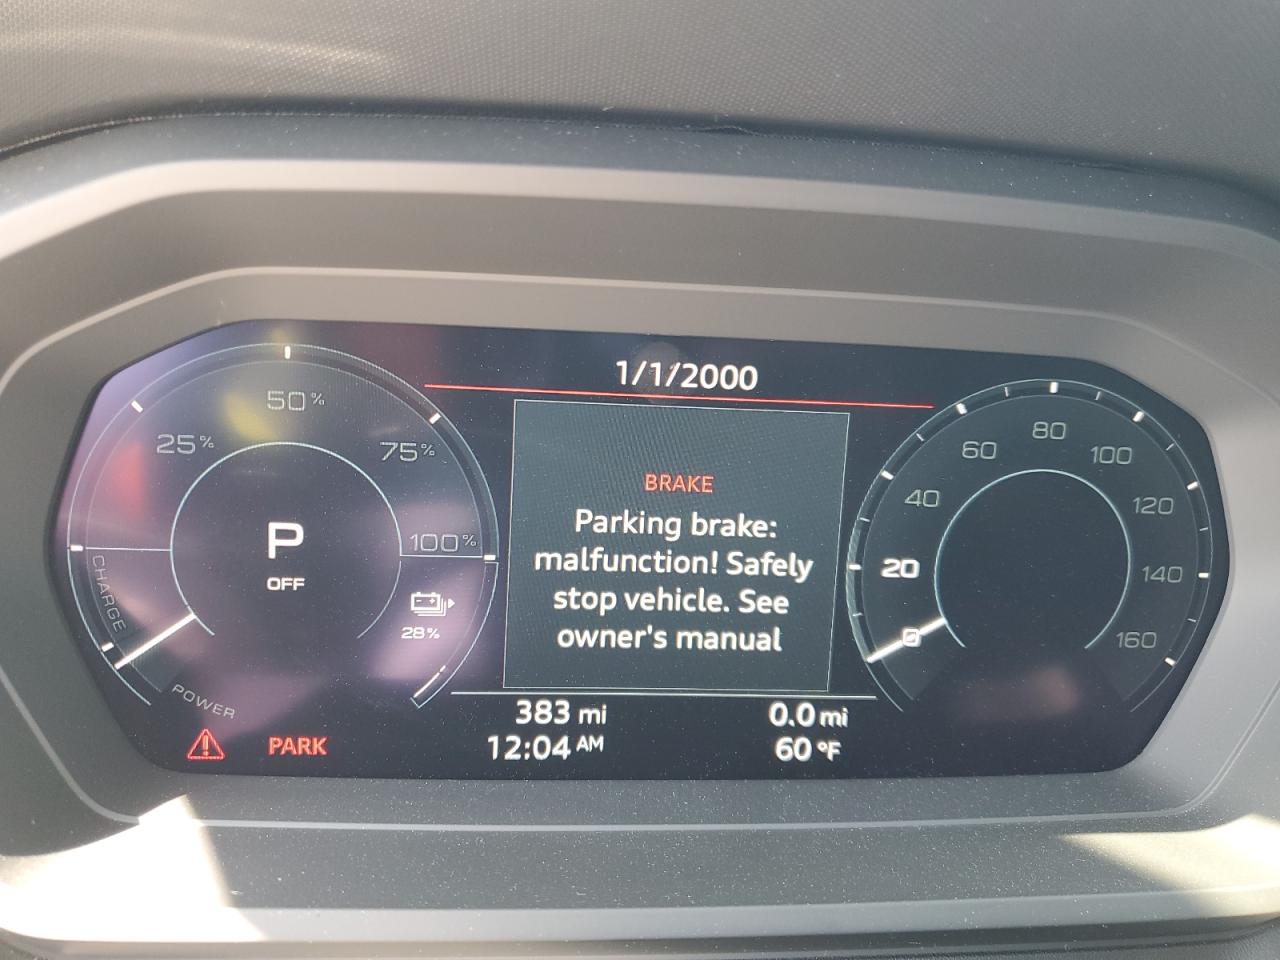 1/1/2000
50%
25%
75%
100%
P
OFF
CHARGE
POWER
28%
BRAKE
Parking brake:
malfunction! Safely
stop vehicle. See
owner's manual
80
60
100
40
120
20
140
0
160
383 mi
0.0 mi
PARK
12:04 AM
60 °F